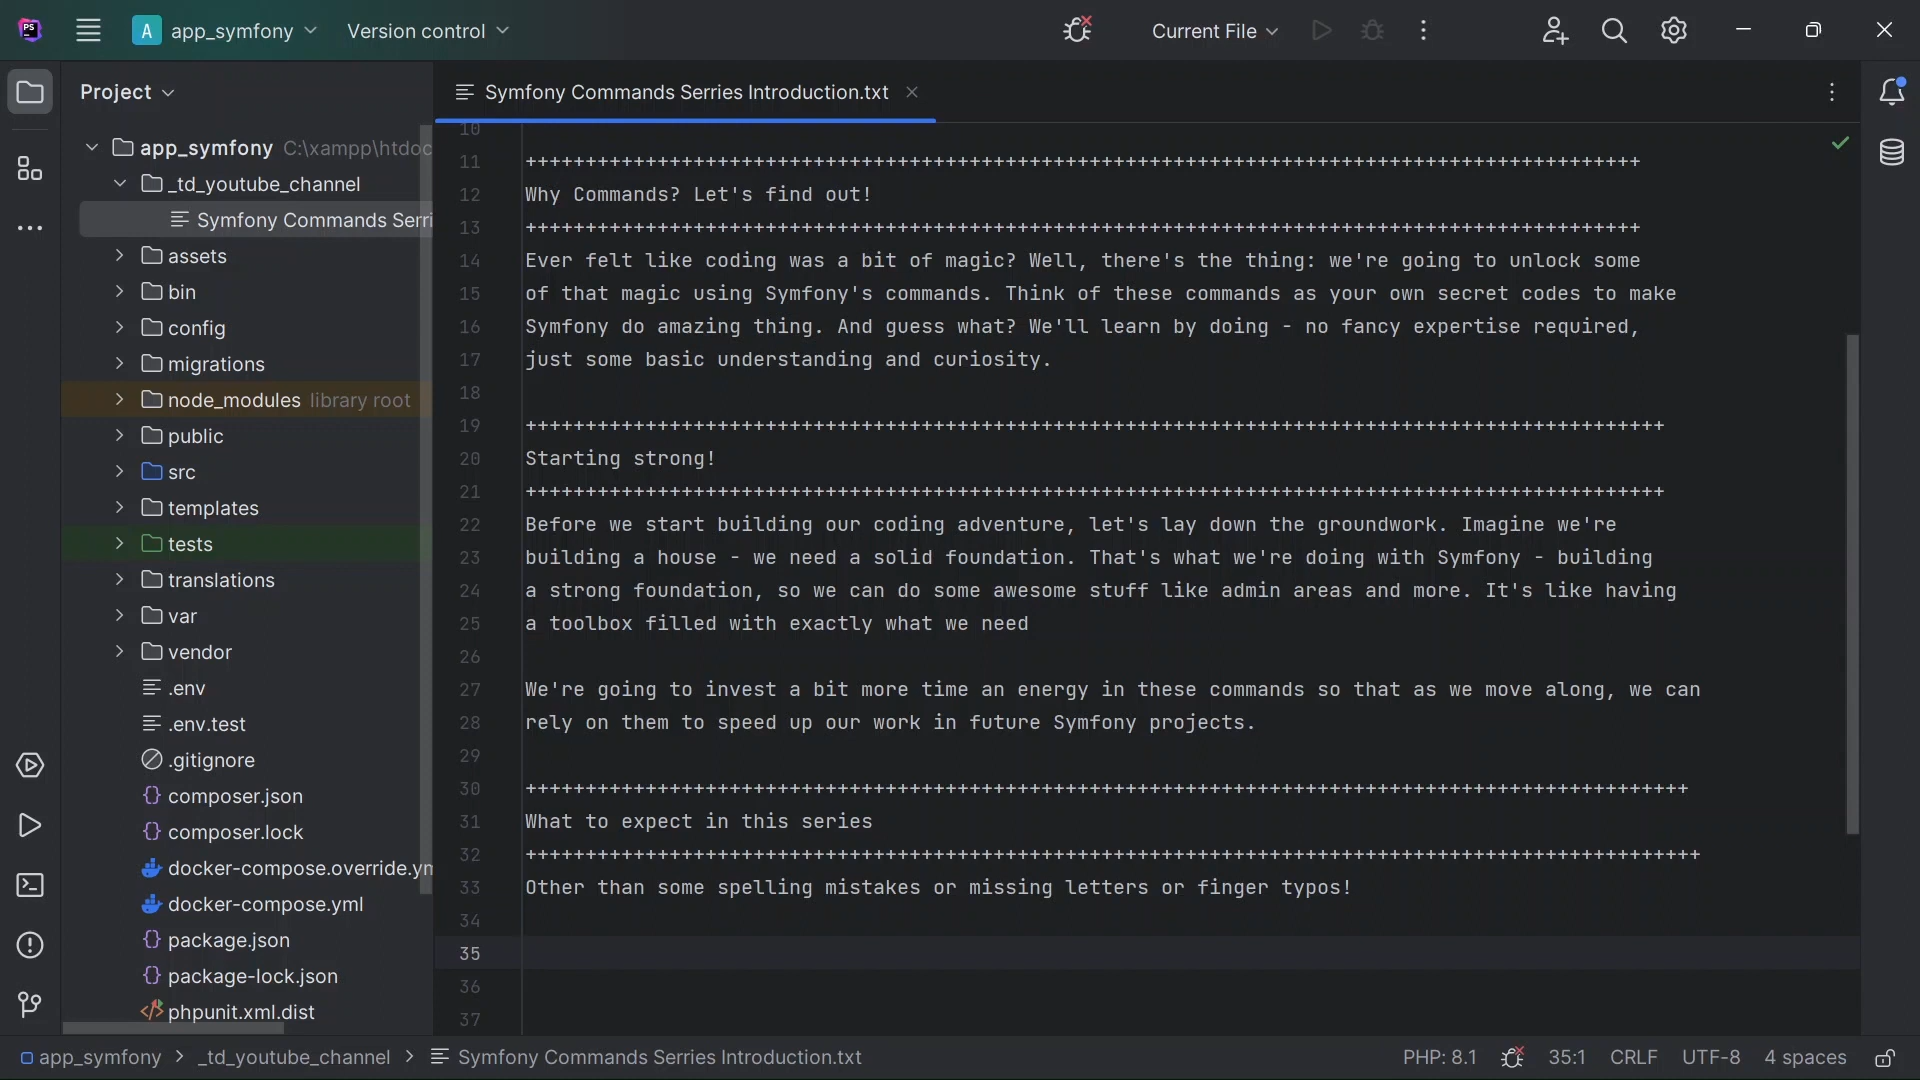 PS
A app_symfony Version control Current File
Project
Symfony Commands Serries Introduction.txt
app_symfony C:\xampp\htdoc
_td_youtube_channel
Symfony Commands Serri
assets
bin
config
migrations
node_modules library root
public
src
templates
tests
translations
var
vendor
.env
.env.test
.gitignore
composer.json
composer.lock
docker-compose.override.yn
docker-compose.yml
package.json
package-lock.json
phpunit.xml.dist
10
11 +++++++++++++++++++++++++++++++++++++++++++++++++++++++++++++++++++++++++++++++++++++++++++++
12 Why Commands? Let's find out!
13 +++++++++++++++++++++++++++++++++++++++++++++++++++++++++++++++++++++++++++++++++++++++++++++
14 Ever felt like coding was a bit of magic? Well, there's the thing: we're going to unlock some
15 of that magic using Symfony's commands. Think of these commands as your own secret codes to make
16 Symfony do amazing thing. And guess what? We'll learn by doing - no fancy expertise required,
17 just some basic understanding and curiosity.
18
19 +++++++++++++++++++++++++++++++++++++++++++++++++++++++++++++++++++++++++++++++++++++++++++++++
20 Starting strong!
21 +++++++++++++++++++++++++++++++++++++++++++++++++++++++++++++++++++++++++++++++++++++++++++++++
22 Before we start building our coding adventure, let's lay down the groundwork. Imagine we're
23 building a house - we need a solid foundation. That's what we're doing with Symfony - building
24 a strong foundation, so we can do some awesome stuff like admin areas and more. It's like having
25 a toolbox filled with exactly what we need
26
27 We're going to invest a bit more time an energy in these commands so that as we move along, we can
28 rely on them to speed up our work in future Symfony projects.
29
30 +++++++++++++++++++++++++++++++++++++++++++++++++++++++++++++++++++++++++++++++++++++++++++++++++
31 What to expect in this series
32 ++++++++++++++++++++++++++++++++++++++++++++++++++++++++++++++++++++++++++++++++++++++++++++++++++
33 Other than some spelling mistakes or missing letters or finger typos!
34
35
36
37
app_symfony > _td_youtube_channel > Symfony Commands Serries Introduction.txt PHP: 8.1 35:1 CRLF UTF-8 4 spaces